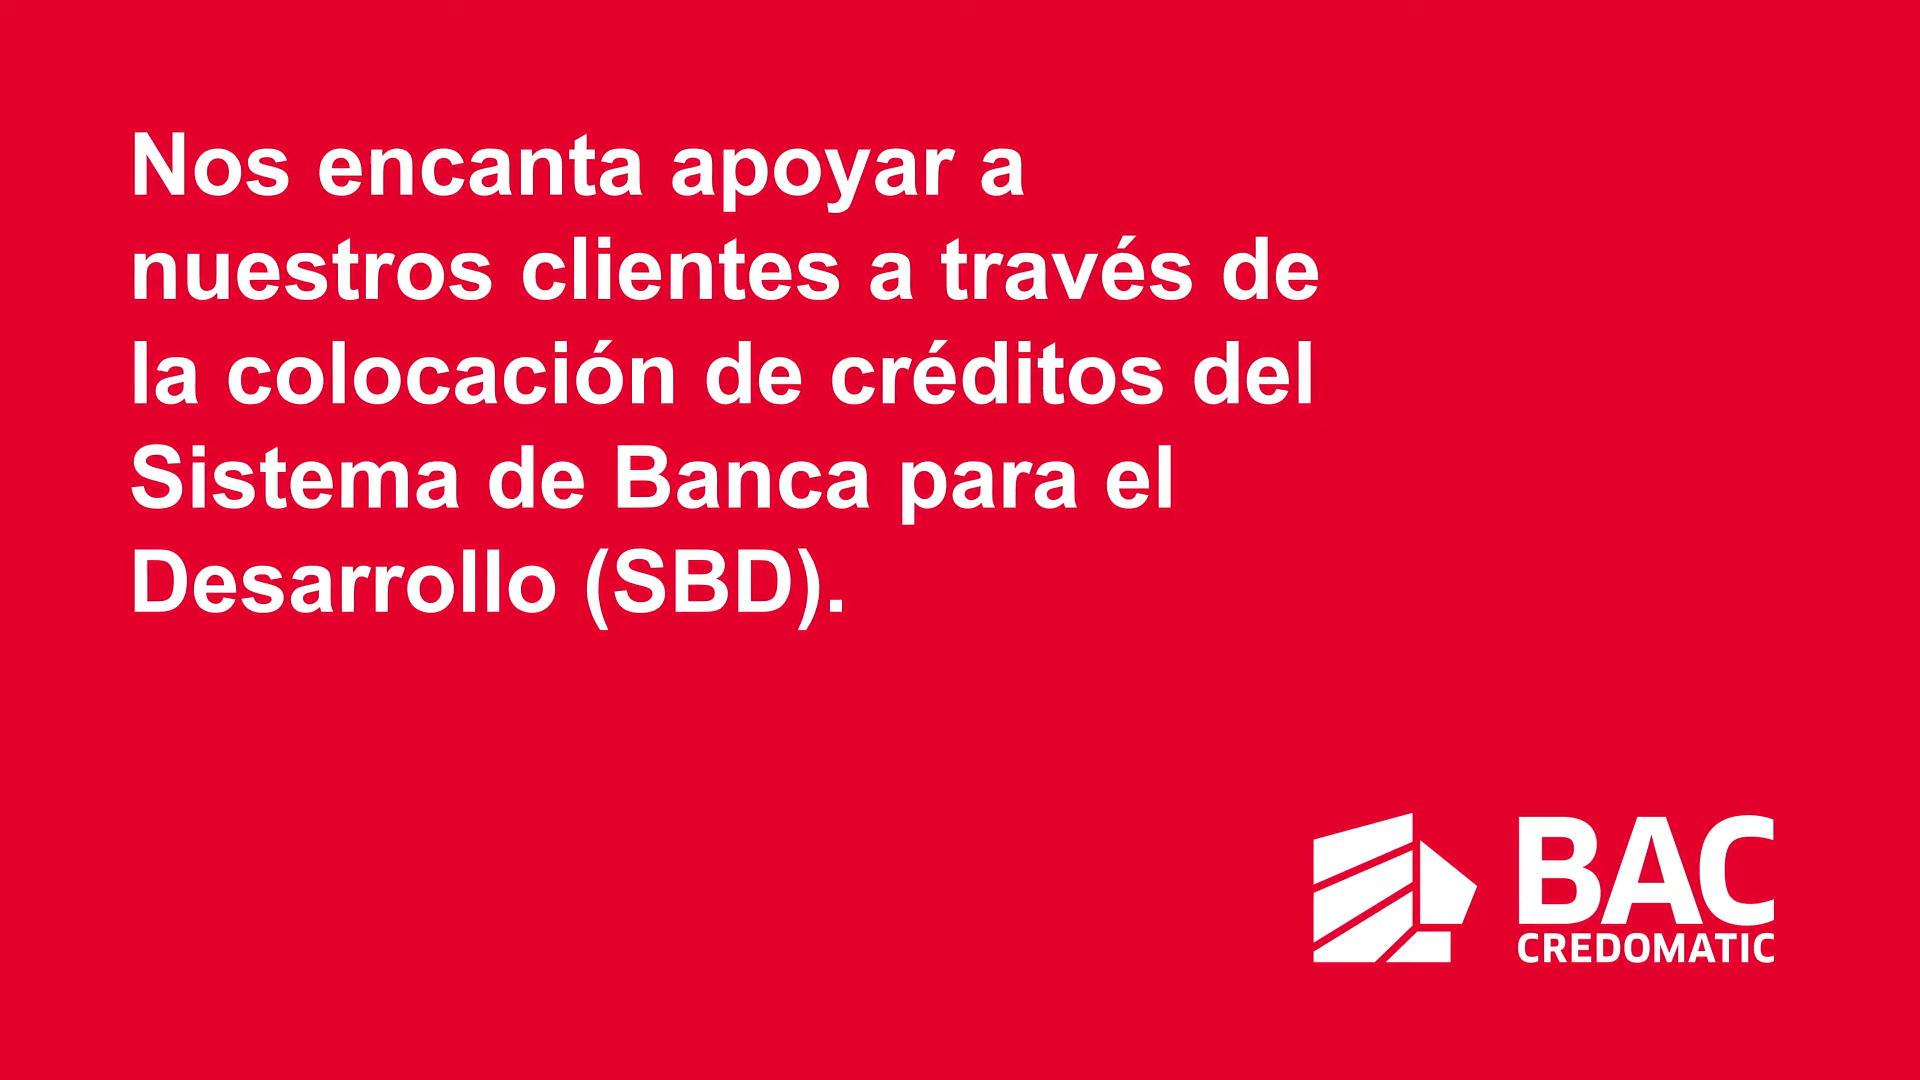 Nos encanta apoyar a
nuestros clientes a través de
la colocación de créditos del
Sistema de Banca para el
Desarrollo (SBD).
BAC
CREDOMATIC